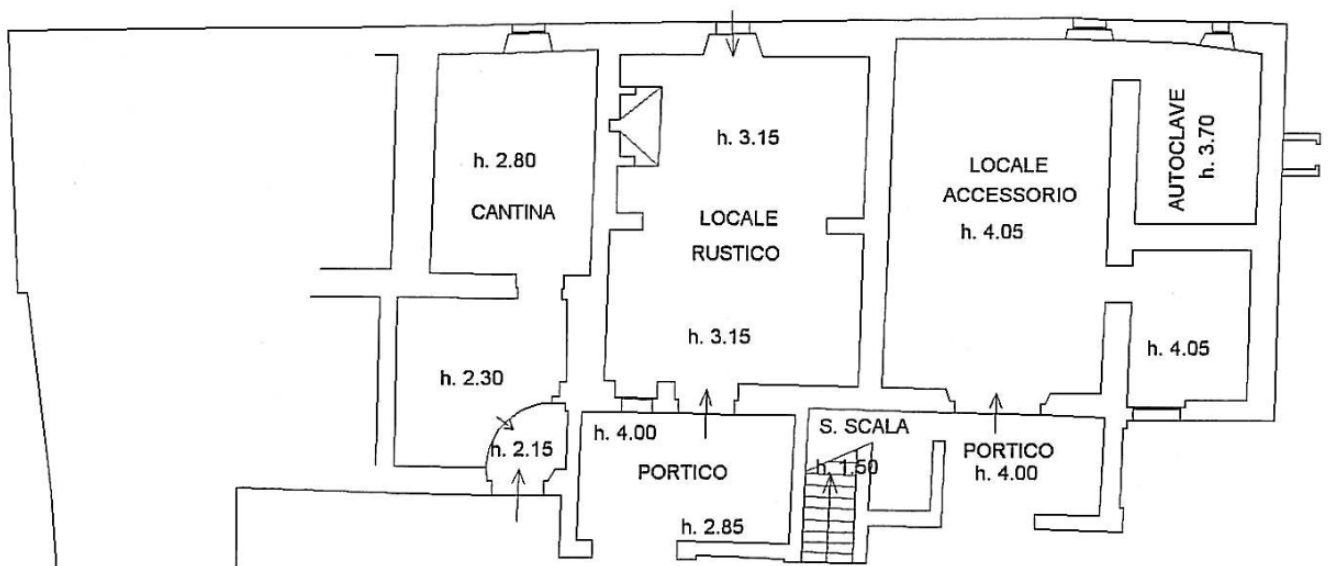 h. 2.80
CANTINA
h. 2.30
h. 2.15
h. 3.15
LOCALE
RUSTICO
h. 3.15
h. 4.00
PORTICO
h. 2.85
S. SCALA
h. 1.50
LOCALE
ACCESSORIO
h. 4.05
AUTOCLAVE
h. 3.70
h. 4.05
PORTICO
h. 4.00